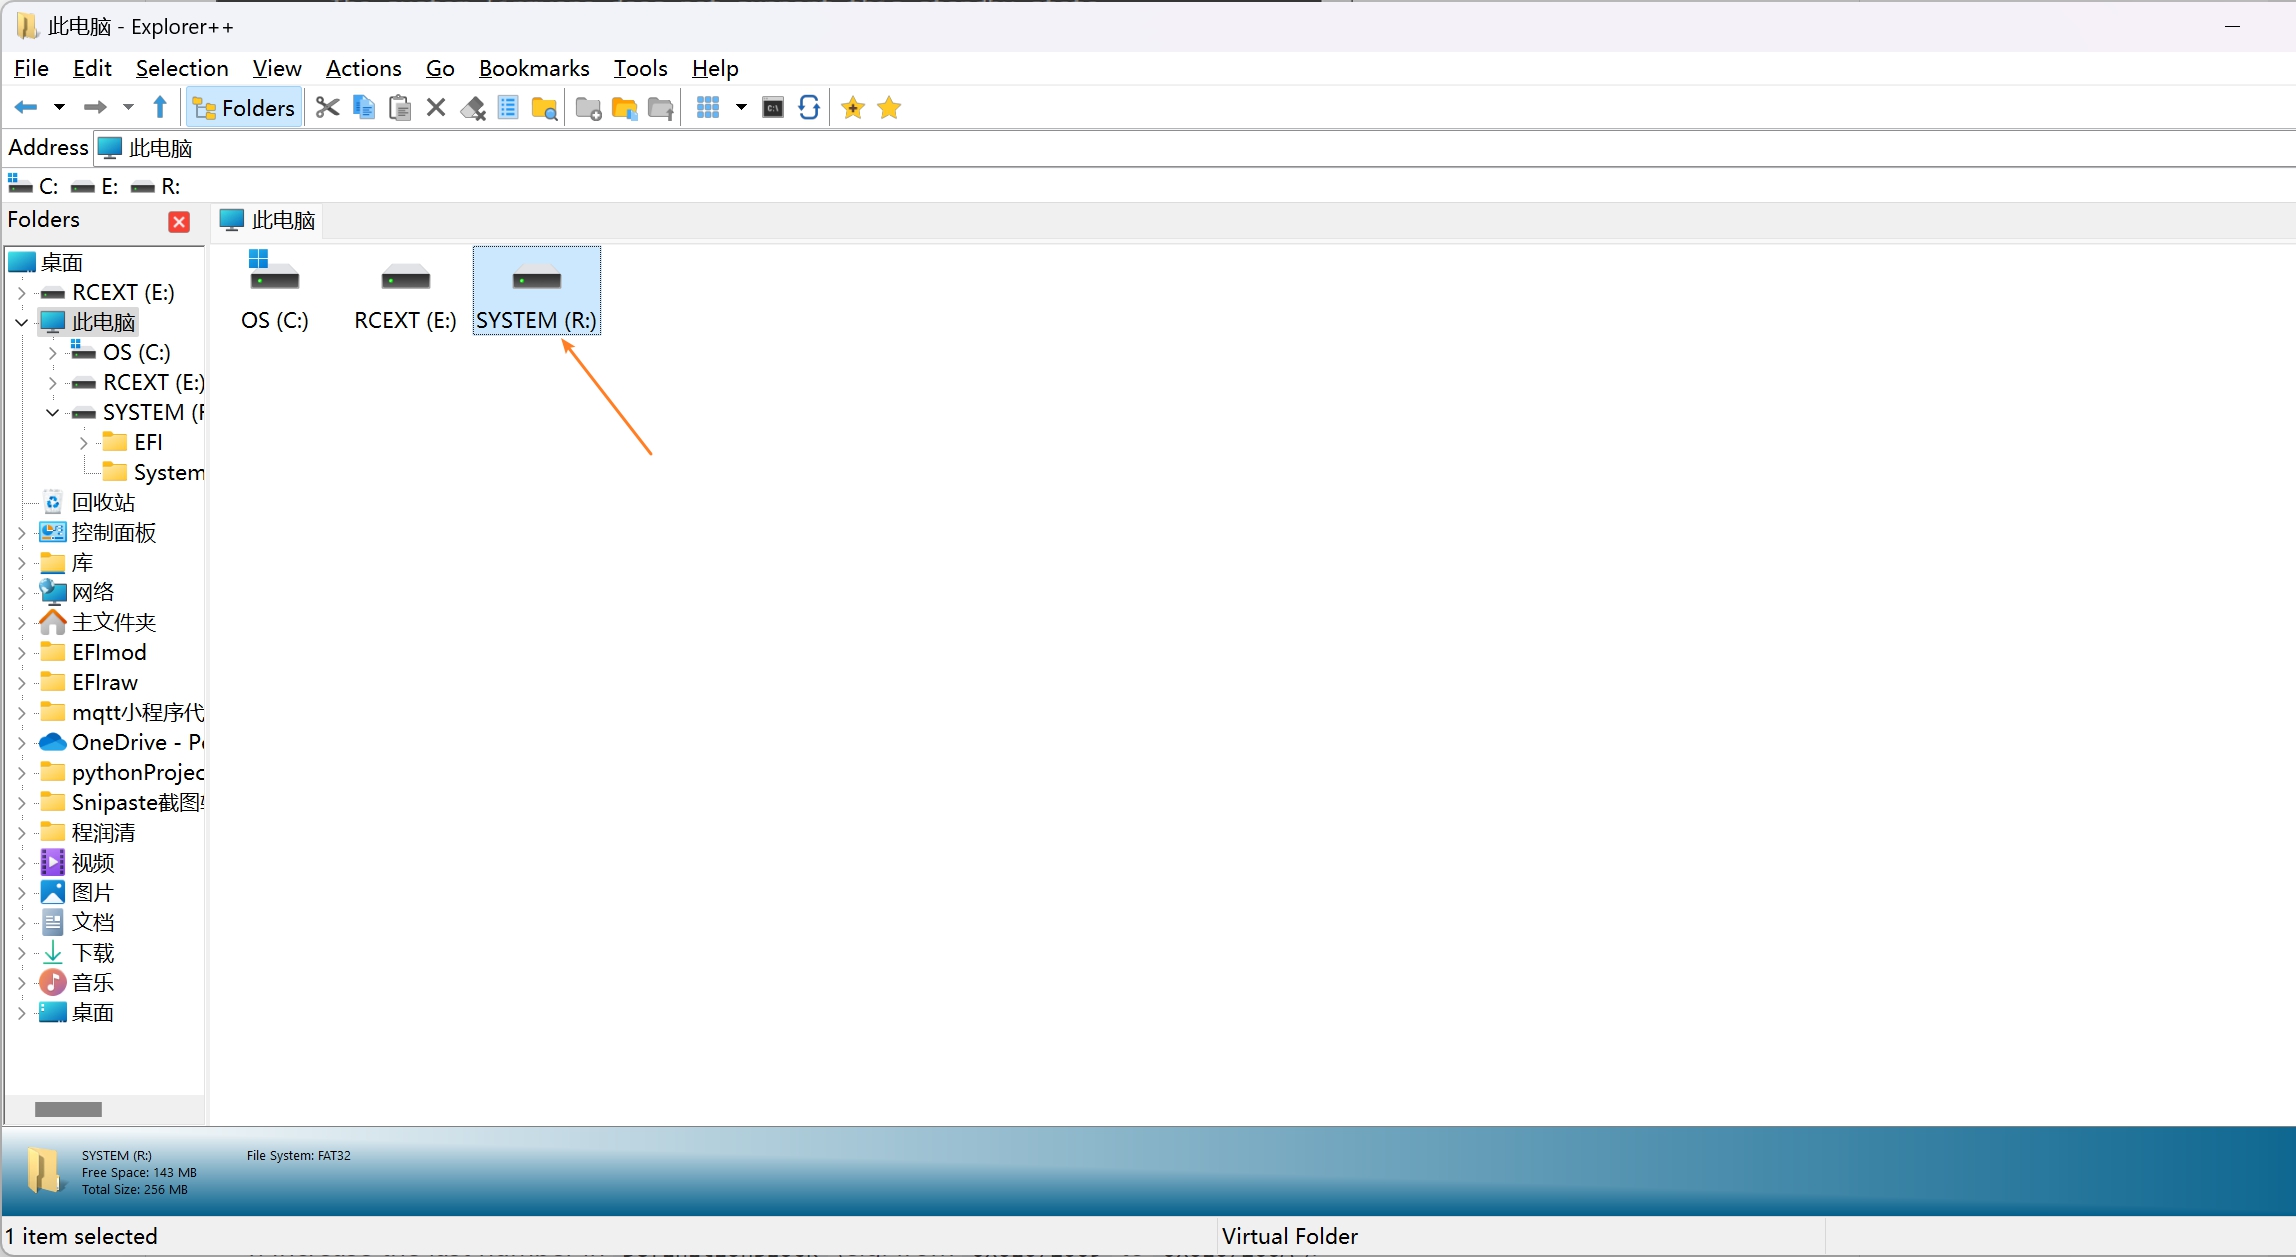 此电脑 - Explorer++
File Edit Selection View Actions Go Bookmarks Tools Help
Folders
Address 此电脑
C: E: R:
Folders
此电脑
桌面
RCEXT (E:)
此电脑
OS (C:)
RCEXT (E:)
SYSTEM (R
EFI
System
回收站
控制面板
库
网络
主文件夹
EFImod
EFIraw
mqtt小程序代
OneDrive - Pe
pythonProjec
Snipaste截图
程润清
视频
图片
文档
下载
音乐
桌面
OS (C:)
RCEXT (E:)
SYSTEM (R:)
SYSTEM (R:)
Free Space: 143 MB
Total Size: 256 MB
File System: FAT32
1 item selected
Virtual Folder